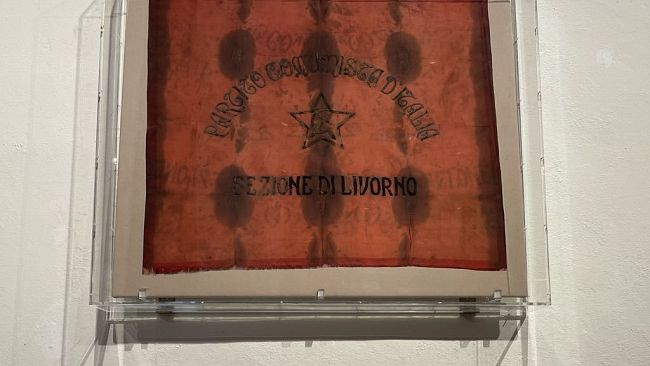 PARTITO COMUNISTA D'ITALIA
SEZIONE DI LIVORNO